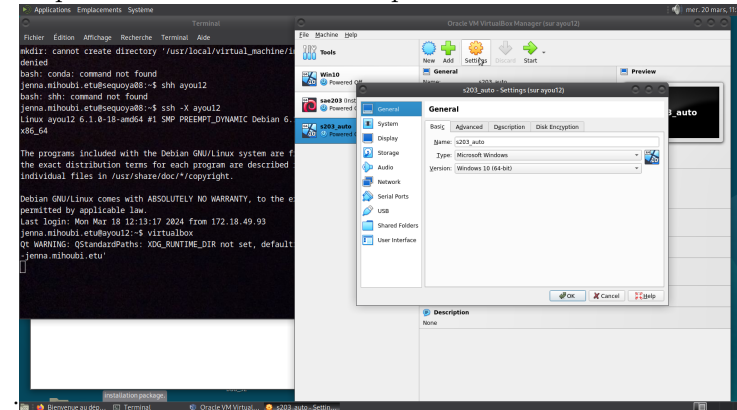 Applications Emplacements Système
mer. 20 mars, 11:
Terminal
Fichier Édition Affichage Recherche Terminal Aide
mkdir: cannot create directory '/usr/local/virtual_machine/i
denied
bash: conda: command not found
jenna.mihoubi.etu@sequoya08:~$ shh ayou12
bash: shh: command not found
jenna.mihoubi.etu@sequoya08:~$ ssh -X ayou12
Linux ayou12 6.1.0-18-amd64 #1 SMP PREEMPT_DYNAMIC Debian 6.
x86_64
The programs included with the Debian GNU/Linux system are f
the exact distribution terms for each program are described
individual files in /usr/share/doc/*/copyright.
Debian GNU/Linux comes with ABSOLUTELY NO WARRANTY, to the e
permitted by applicable law.
Last login: Mon Mar 18 12:13:17 2024 from 172.18.49.93
jenna.mihoubi.etu@ayou12:~$ virtualbox
Qt WARNING: QStandardPaths: XDG_RUNTIME_DIR not set, default
-jenna.mihoubi.etu'
installation package.
Oracle VM VirtualBox Manager (sur ayou12)
File Machine Help
Tools
New Add Settings Discard Start
Win10
Powered Off
sae203 (Inst
Powered
s203_auto
Powered
General
Name: s203_auto
Preview
_auto
s203_auto - Settings (sur ayou12)
General
System
Display
Storage
Audio
Network
Serial Ports
USB
Shared Folders
User Interface
General
Basic Advanced Description Disk Encryption
Name: s203_auto
Type: Microsoft Windows
Version: Windows 10 (64-bit)
OK Cancel Help
Description
None
Bienvenue au dép... Terminal Oracle VM Virtual... s203_auto - Settin...